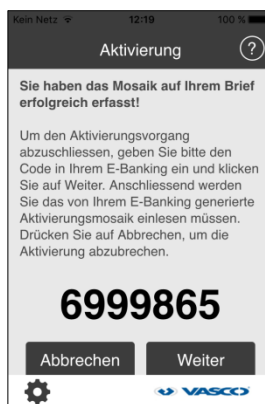 Kein Netz 12:19 100 %
Aktivierung ?
Sie haben das Mosaik auf Ihrem Brief
erfolgreich erfasst!
Um den Aktivierungsvorgang
abzuschliessen, geben Sie bitte den
Code in Ihrem E-Banking ein und klicken
Sie auf Weiter. Anschliessend werden
Sie das von Ihrem E-Banking generierte
Aktivierungsmosaik einlesen müssen.
Drücken Sie auf Abbrechen, um die
Aktivierung abzubrechen.
6999865
Abbrechen Weiter
VASCO